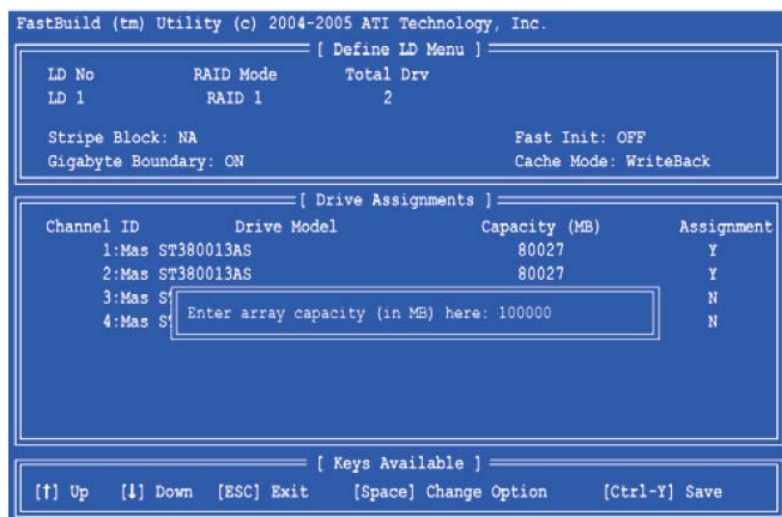 FastBuild (tm) Utility (c) 2004-2005 ATI Technology, Inc.
[ Define LD Menu ]
LD No RAID Mode Total Drv
LD 1 RAID 1 2
Stripe Block: NA Fast Init: OFF
Gigabyte Boundary: ON Cache Mode: WriteBack
[ Drive Assignments ]
Channel ID Drive Model Capacity (MB) Assignment
1:Mas ST380013AS 80027 Y
2:Mas ST380013AS 80027 Y
3:Mas N
Enter array capacity (in MB) here: 100000
4:Mas N
[ Keys Available ]
[↑] Up [↓] Down [ESC] Exit [Space] Change Option [Ctrl-Y] Save